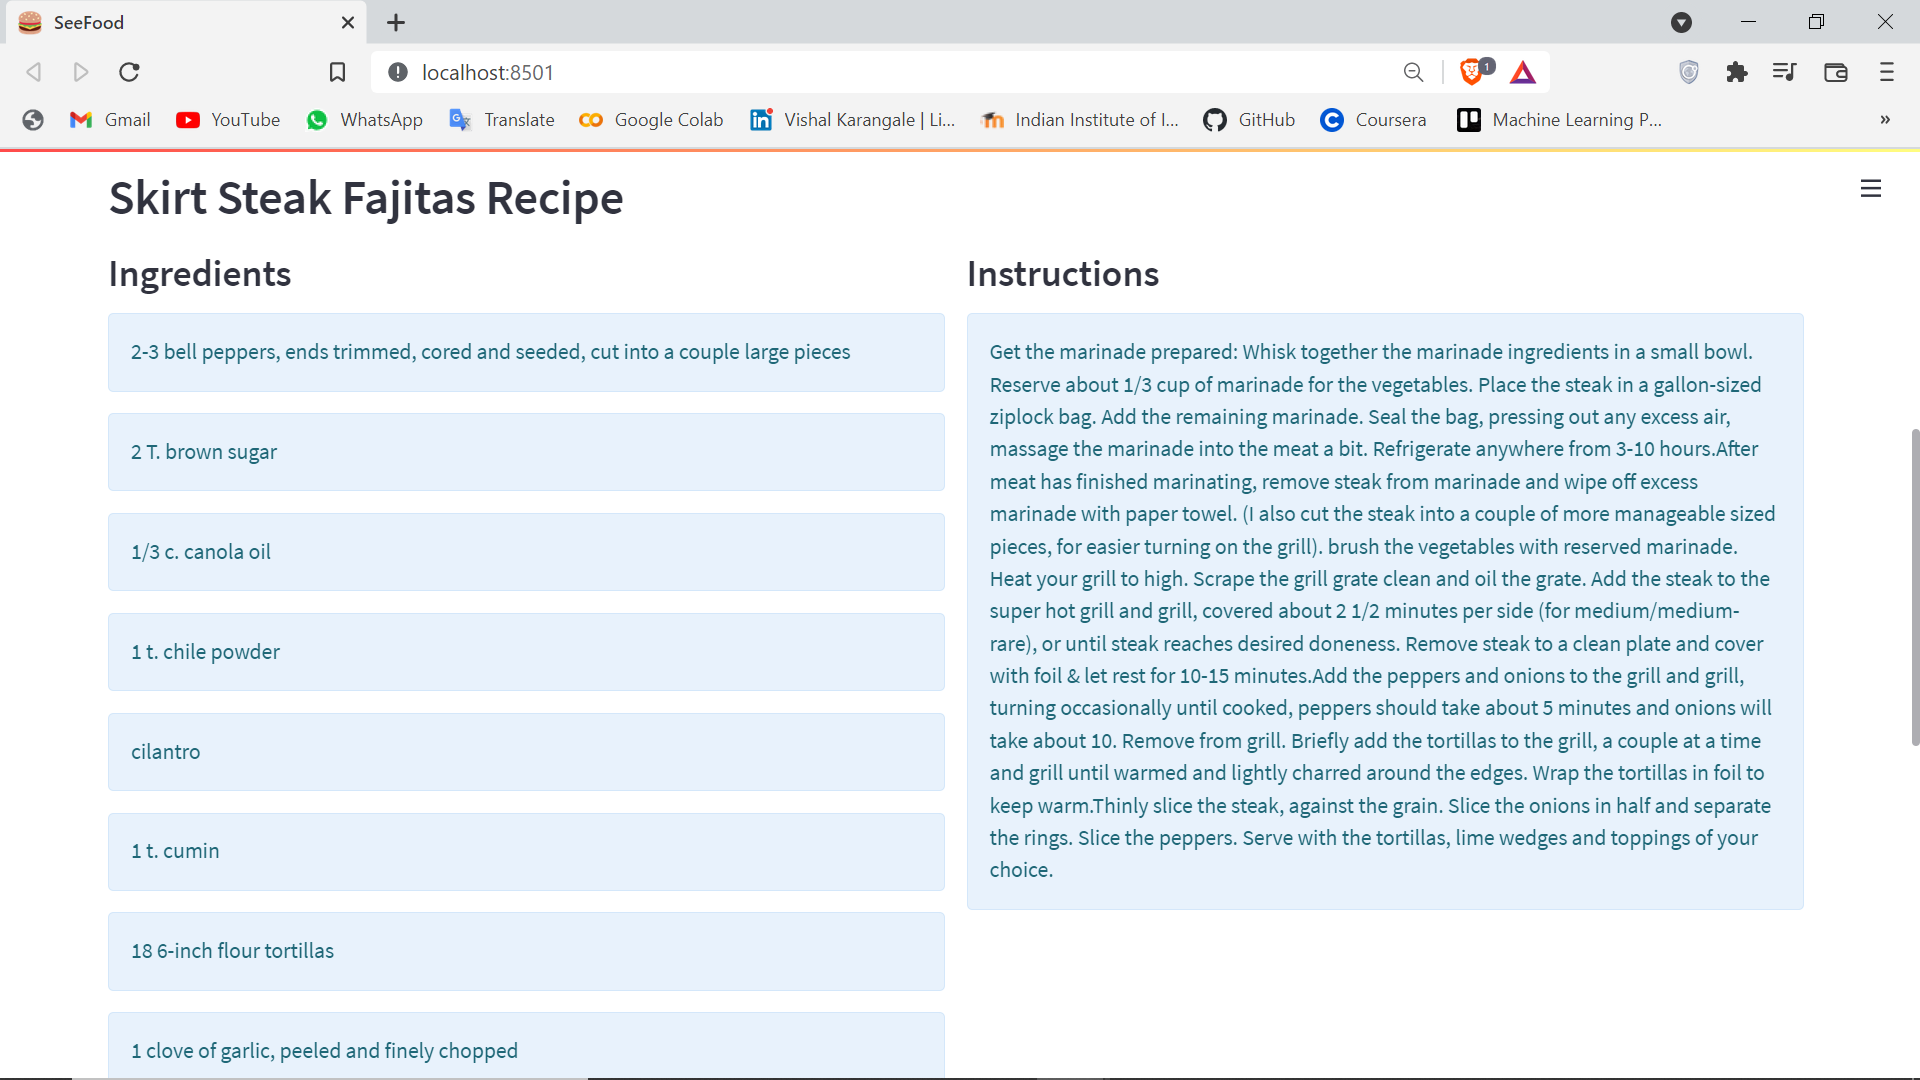 SeeFood
localhost:8501
1
Gmail
YouTube
WhatsApp
Translate
Google Colab
Vishal Karangale | Li...
Indian Institute of I...
GitHub
Coursera
Machine Learning P...
»
Skirt Steak Fajitas Recipe
Ingredients
2-3 bell peppers, ends trimmed, cored and seeded, cut into a couple large pieces
2 T. brown sugar
1/3 c. canola oil
1 t. chile powder
cilantro
1 t. cumin
18 6-inch flour tortillas
1 clove of garlic, peeled and finely chopped
Instructions
Get the marinade prepared: Whisk together the marinade ingredients in a small bowl.
Reserve about 1/3 cup of marinade for the vegetables. Place the steak in a gallon-sized
ziplock bag. Add the remaining marinade. Seal the bag, pressing out any excess air,
massage the marinade into the meat a bit. Refrigerate anywhere from 3-10 hours.After
meat has finished marinating, remove steak from marinade and wipe off excess
marinade with paper towel. (I also cut the steak into a couple of more manageable sized
pieces, for easier turning on the grill). brush the vegetables with reserved marinade.
Heat your grill to high. Scrape the grill grate clean and oil the grate. Add the steak to the
super hot grill and grill, covered about 2 1/2 minutes per side (for medium/medium-
rare), or until steak reaches desired doneness. Remove steak to a clean plate and cover
with foil & let rest for 10-15 minutes.Add the peppers and onions to the grill and grill,
turning occasionally until cooked, peppers should take about 5 minutes and onions will
take about 10. Remove from grill. Briefly add the tortillas to the grill, a couple at a time
and grill until warmed and lightly charred around the edges. Wrap the tortillas in foil to
keep warm.Thinly slice the steak, against the grain. Slice the onions in half and separate
the rings. Slice the peppers. Serve with the tortillas, lime wedges and toppings of your
choice.